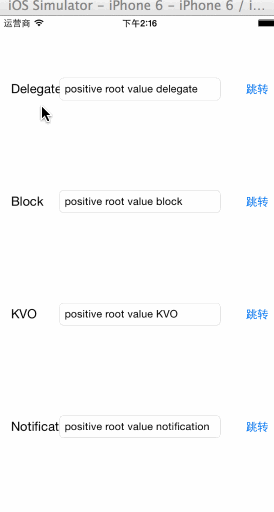 iOS Simulator – iPhone 6 – iPhone 6 / i...
运营商 下午2:16
Delegate positive root value delegate 跳转
Block positive root value block 跳转
KVO positive root value KVO 跳转
Notificat positive root value notification 跳转